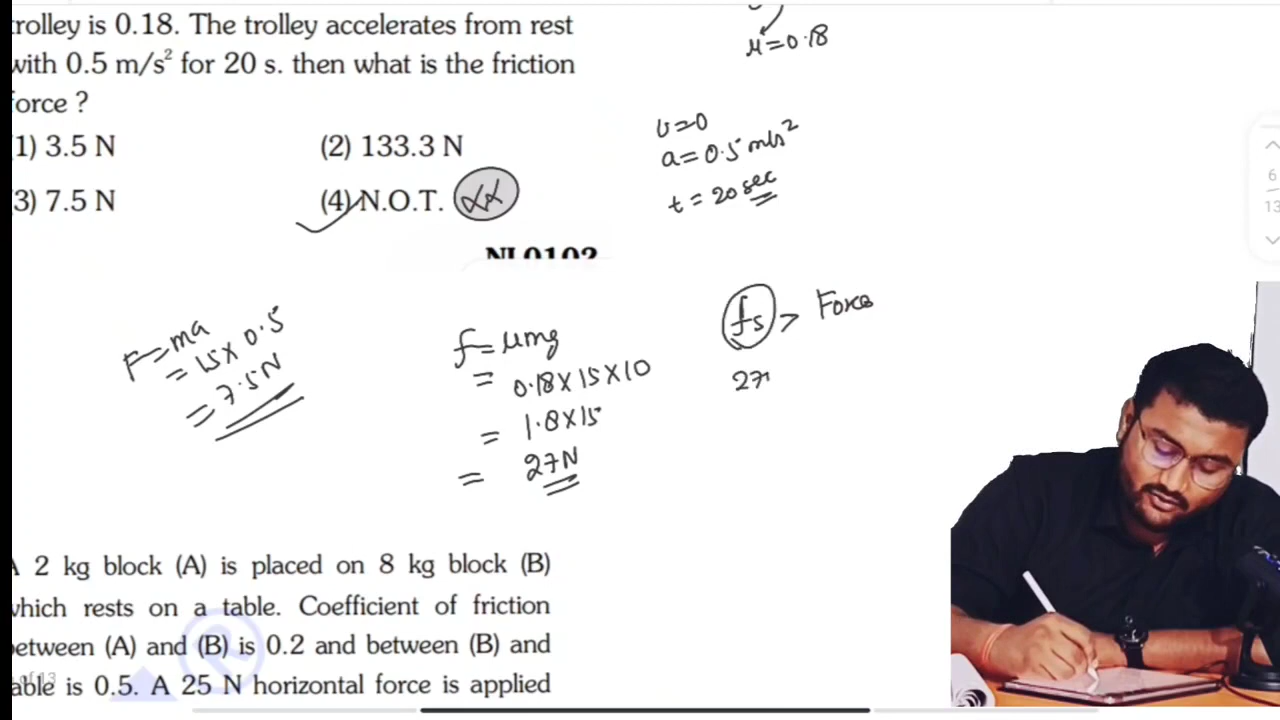 trolley is 0.18. The trolley accelerates from rest
with 0.5 m/s² for 20 s. then what is the friction
force ?
(1) 3.5 N (2) 133.3 N
(3) 7.5 N (4) N.O.T.
μ=0.18
u=0
a=0.5 m/s²
t=20 sec
F=ma
=15×0.5
=7.5N
f=μmg
= 0.18×15×10
= 1.8×15
= 27N
fs > Force
27
6
13
A 2 kg block (A) is placed on 8 kg block (B)
which rests on a table. Coefficient of friction
between (A) and (B) is 0.2 and between (B) and
table is 0.5. A 25 N horizontal force is applied
of 13